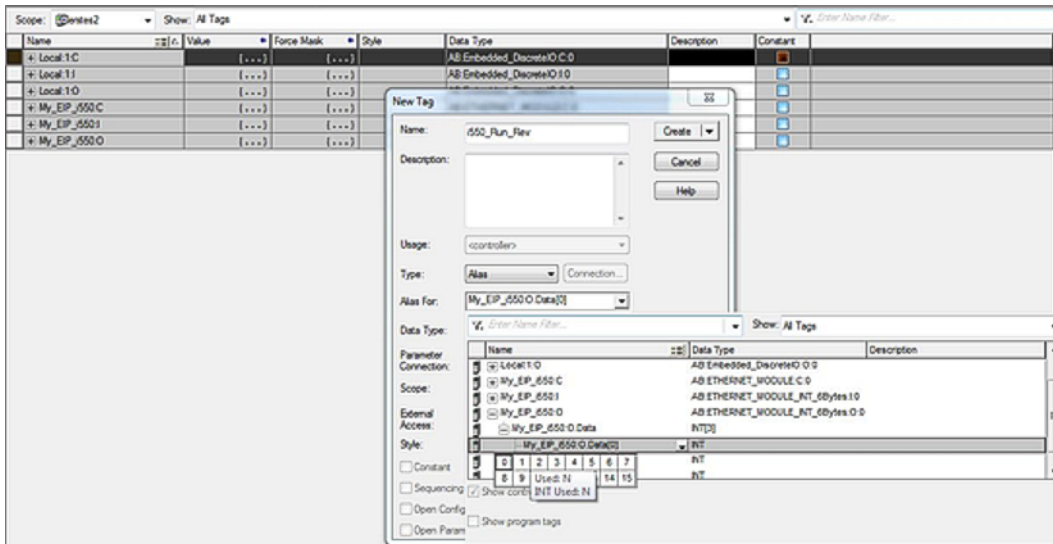 Scope: Show: All Tags Enter Name Filter...
Name Value Force Mask Style Data Type Description Constant
+ Local:1:C {...} {...} AB:Embedded_DiscreteIO:C:0
+ Local:1:I {...} {...} AB:Embedded_DiscreteIO:I:0
+ Local:1:O {...} {...}
+ My_EIP_i550:C {...} {...}
+ My_EIP_i550:I {...} {...}
+ My_EIP_i550:O {...} {...}
New Tag
Name: i550_Run_Rev Create
Description: Cancel
Help
Usage: <controller>
Type: Alias Connection...
Alias For: My_EIP_i550:O.Data[0]
Data Type: Enter Name Filter... Show: All Tags
Parameter Connection: Name Data Type Description
+ Local:1:O AB:Embedded_DiscreteIO:O:0
+ My_EIP_i550:C AB:ETHERNET_MODULE:C:0
Scope: + My_EIP_i550:I AB:ETHERNET_MODULE_INT_6Bytes:I:0
External Access: - My_EIP_i550:O AB:ETHERNET_MODULE_INT_6Bytes:O:0
- My_EIP_i550:O.Data INT[3]
Style: My_EIP_i550:O.Data[0] INT
Constant 0 1 2 3 4 5 6 7 INT
8 9 14 15 INT
Used: N
INT Used: N
Sequencing Show contr
Open Config
Show program tags
Open Param